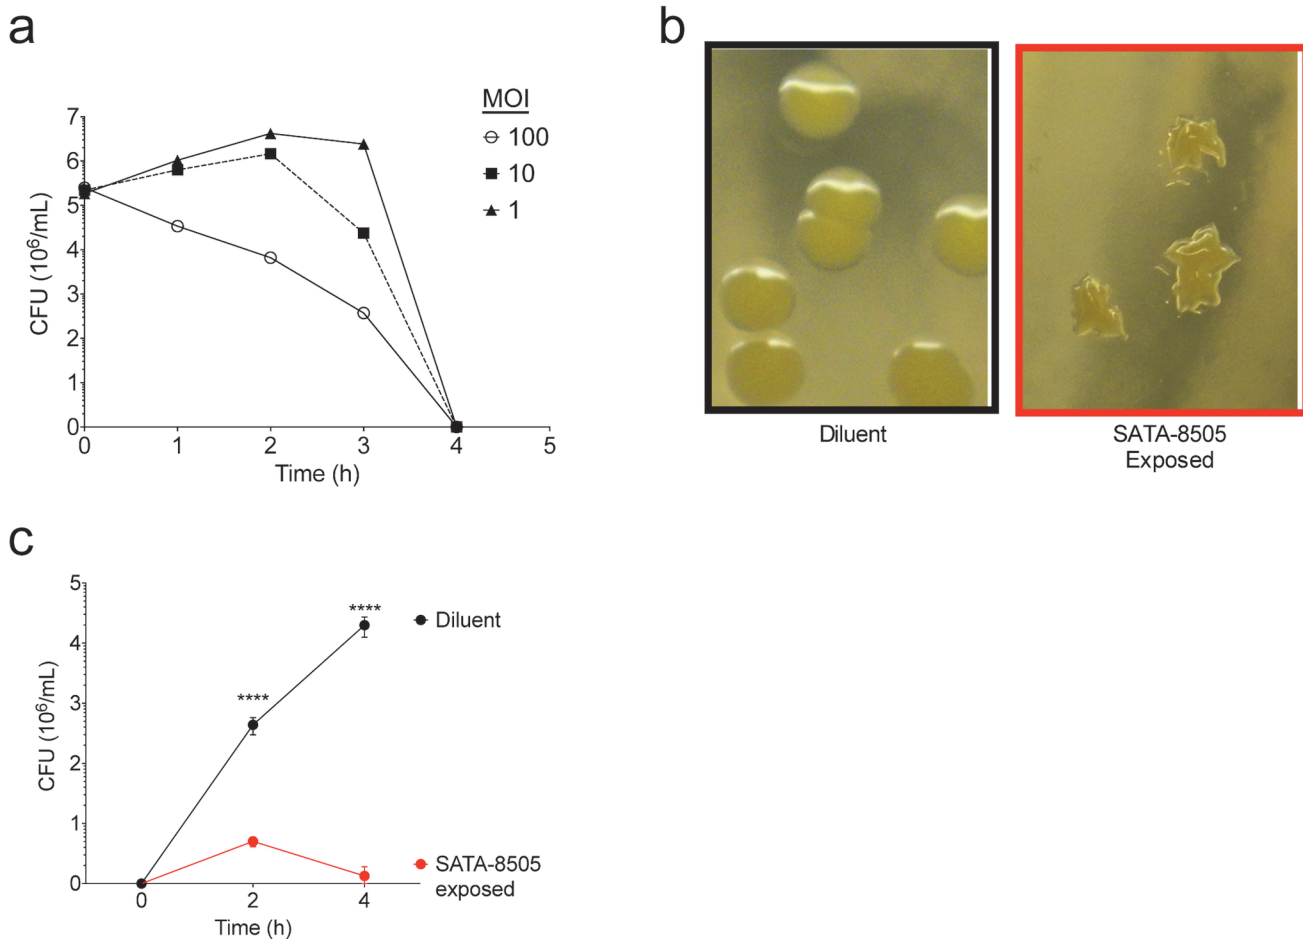 a
b
MOI
100
10
1
7
6
5
4
3
2
1
0
CFU (10⁶/mL)
0 1 2 3 4 5
Time (h)
Diluent
SATA-8505
Exposed
c
5
4
3
2
1
0
CFU (10⁶/mL)
****
****
Diluent
SATA-8505
exposed
0 2 4
Time (h)